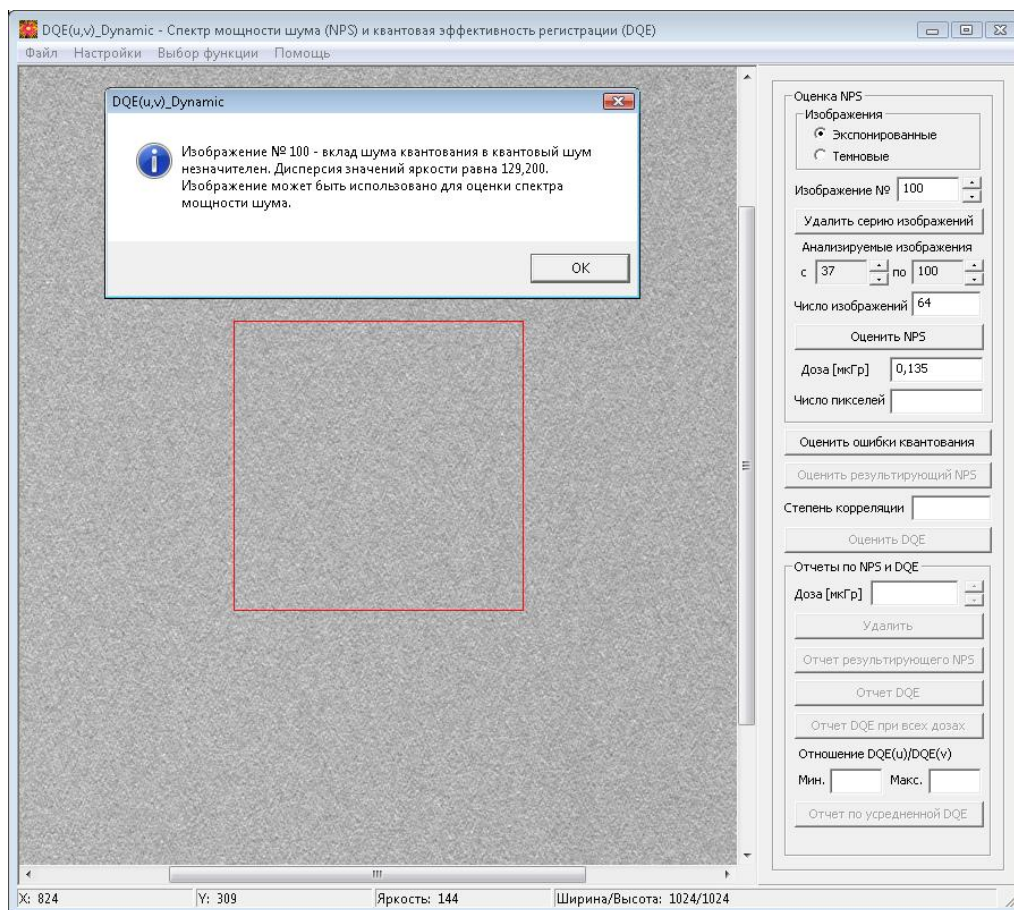 DQE(u,v)_Dynamic - Спектр мощности шума (NPS) и квантовая эффективность регистрации (DQE)
Файл Настройки Выбор функции Помощь
DQE(u,v)_Dynamic
Изображение № 100 - вклад шума квантования в квантовый шум
незначителен. Дисперсия значений яркости равна 129,200.
Изображение может быть использовано для оценки спектра
мощности шума.
OK
Оценка NPS
Изображения
Экспонированные
Темновые
Изображение № 100
Удалить серию изображений
Анализируемые изображения
с 37 по 100
Число изображений 64
Оценить NPS
Доза [мкГр] 0,135
Число пикселей
Оценить ошибки квантования
Оценить результирующий NPS
Степень корреляции
Оценить DQE
Отчеты по NPS и DQE
Доза [мкГр]
Удалить
Отчет результирующего NPS
Отчет DQE
Отчет DQE при всех дозах
Отношение DQE(u)/DQE(v)
Мин. Макс.
Отчет по усредненной DQE
X: 824 Y: 309 Яркость: 144 Ширина/Высота: 1024/1024